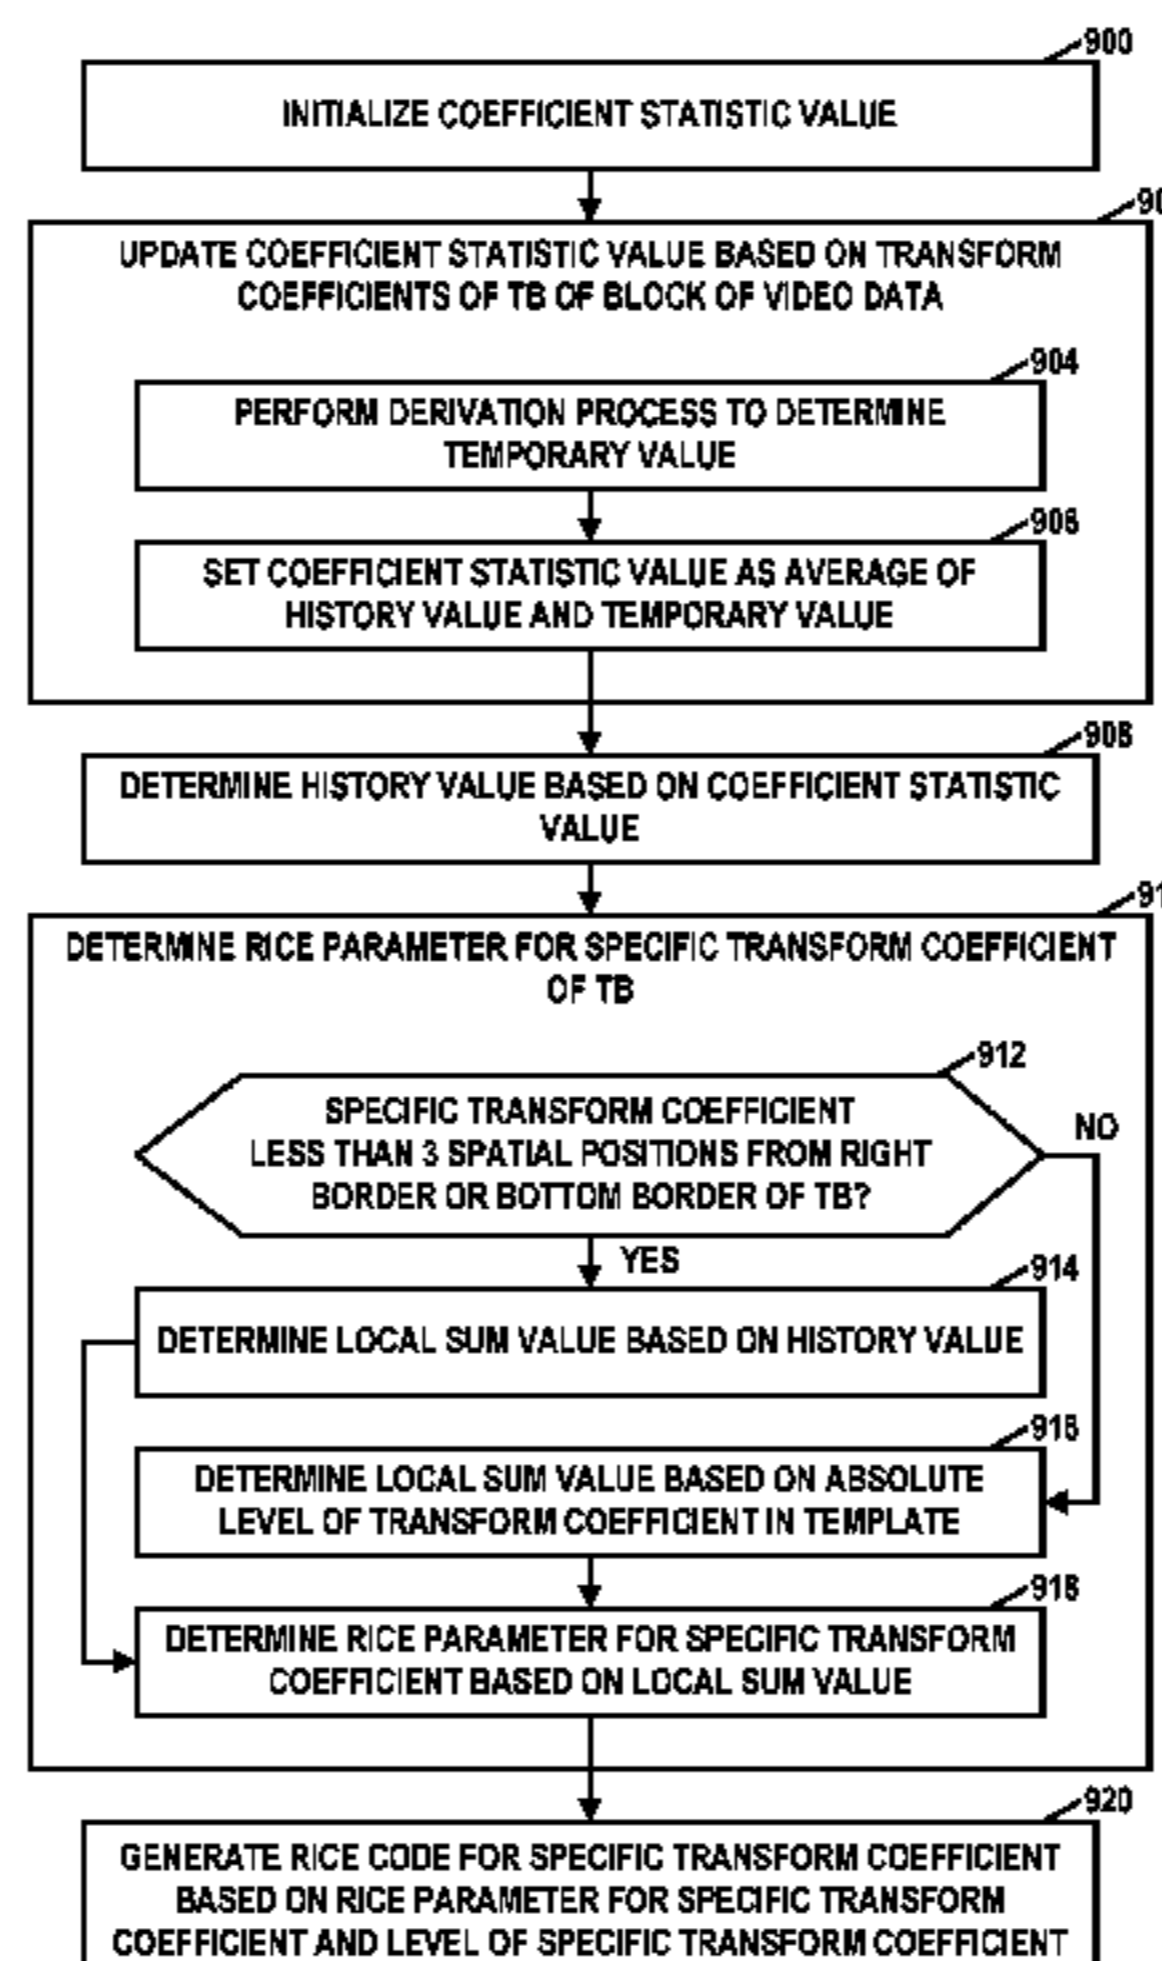 900
INITIALIZE COEFFICIENT STATISTIC VALUE
90
UPDATE COEFFICIENT STATISTIC VALUE BASED ON TRANSFORM
COEFFICIENTS OF TB OF BLOCK OF VIDEO DATA
904
PERFORM DERIVATION PROCESS TO DETERMINE
TEMPORARY VALUE
906
SET COEFFICIENT STATISTIC VALUE AS AVERAGE OF
HISTORY VALUE AND TEMPORARY VALUE
908
DETERMINE HISTORY VALUE BASED ON COEFFICIENT STATISTIC
VALUE
91
DETERMINE RICE PARAMETER FOR SPECIFIC TRANSFORM COEFFICIENT
OF TB
912
SPECIFIC TRANSFORM COEFFICIENT
LESS THAN 3 SPATIAL POSITIONS FROM RIGHT
BORDER OR BOTTOM BORDER OF TB?
NO
YES
914
DETERMINE LOCAL SUM VALUE BASED ON HISTORY VALUE
916
DETERMINE LOCAL SUM VALUE BASED ON ABSOLUTE
LEVEL OF TRANSFORM COEFFICIENT IN TEMPLATE
918
DETERMINE RICE PARAMETER FOR SPECIFIC TRANSFORM
COEFFICIENT BASED ON LOCAL SUM VALUE
920
GENERATE RICE CODE FOR SPECIFIC TRANSFORM COEFFICIENT
BASED ON RICE PARAMETER FOR SPECIFIC TRANSFORM
COEFFICIENT AND LEVEL OF SPECIFIC TRANSFORM COEFFICIENT